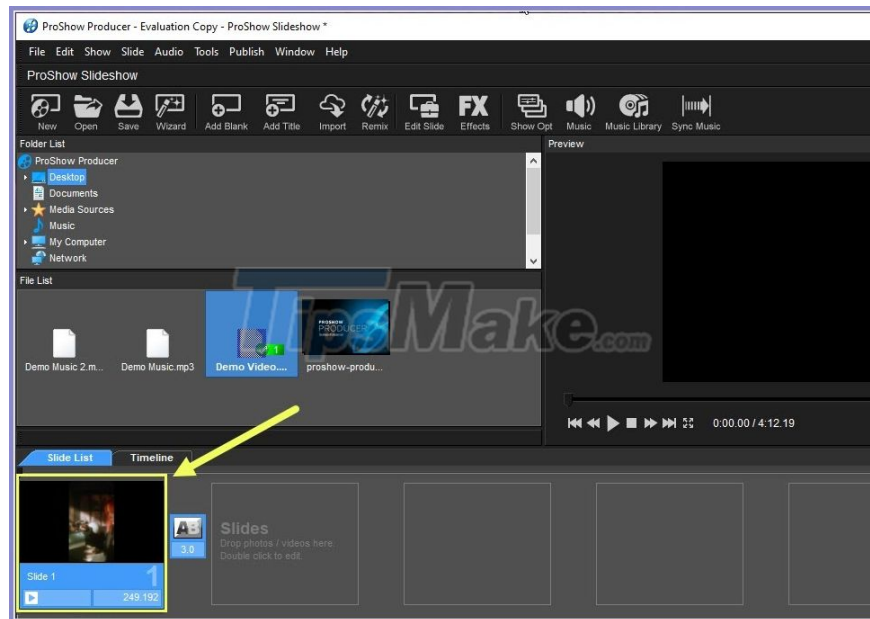 ProShow Producer - Evaluation Copy - ProShow Slideshow *
File Edit Show Slide Audio Tools Publish Window Help
ProShow Slideshow
New Open Save Wizard Add Blank Add Title Import Remix Edit Slide Effects Show Opt Music Music Library Sync Music
FX
Folder List Preview
ProShow Producer
Desktop
Documents
Media Sources
Music
My Computer
Network
File List
TipsMake.com
PROSHOW
PRODUCER
1
Demo Music 2.m... Demo Music.mp3 Demo Video.... proshow-produ...
0:00.00 / 4:12.19
Slide List Timeline
AB
3.0
Slides
Drop photos / videos here.
Double click to edit.
Slide 1 1
249.192